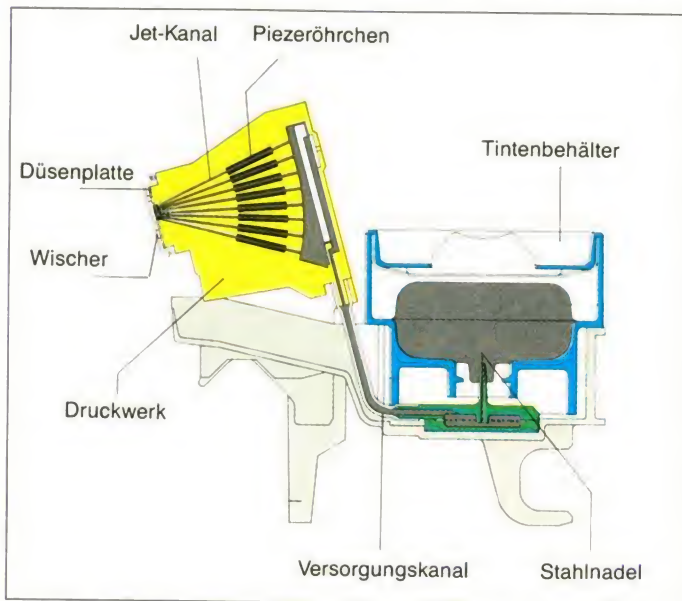 Jet-Kanal
Piezeröhrchen
Düsenplatte
Tintenbehälter
Wischer
Druckwerk
Versorgungskanal
Stahlnadel